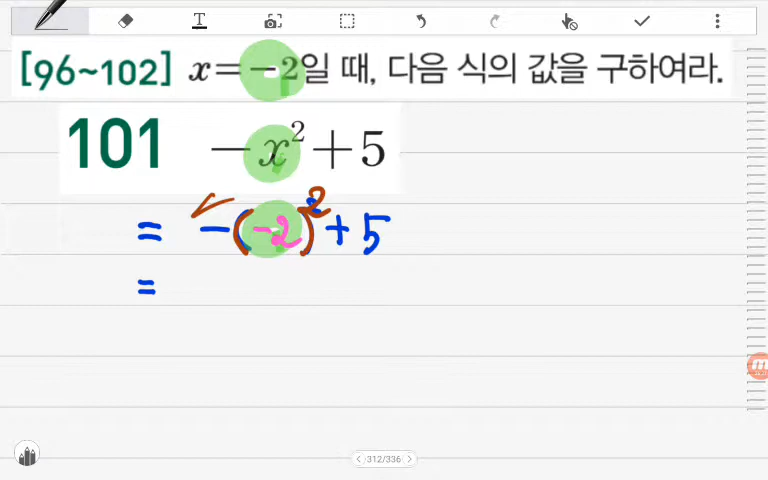 [96~102] x=-2일 때, 다음 식의 값을 구하여라.
101 -x²+5
= -(-2)²+5
=
312/336